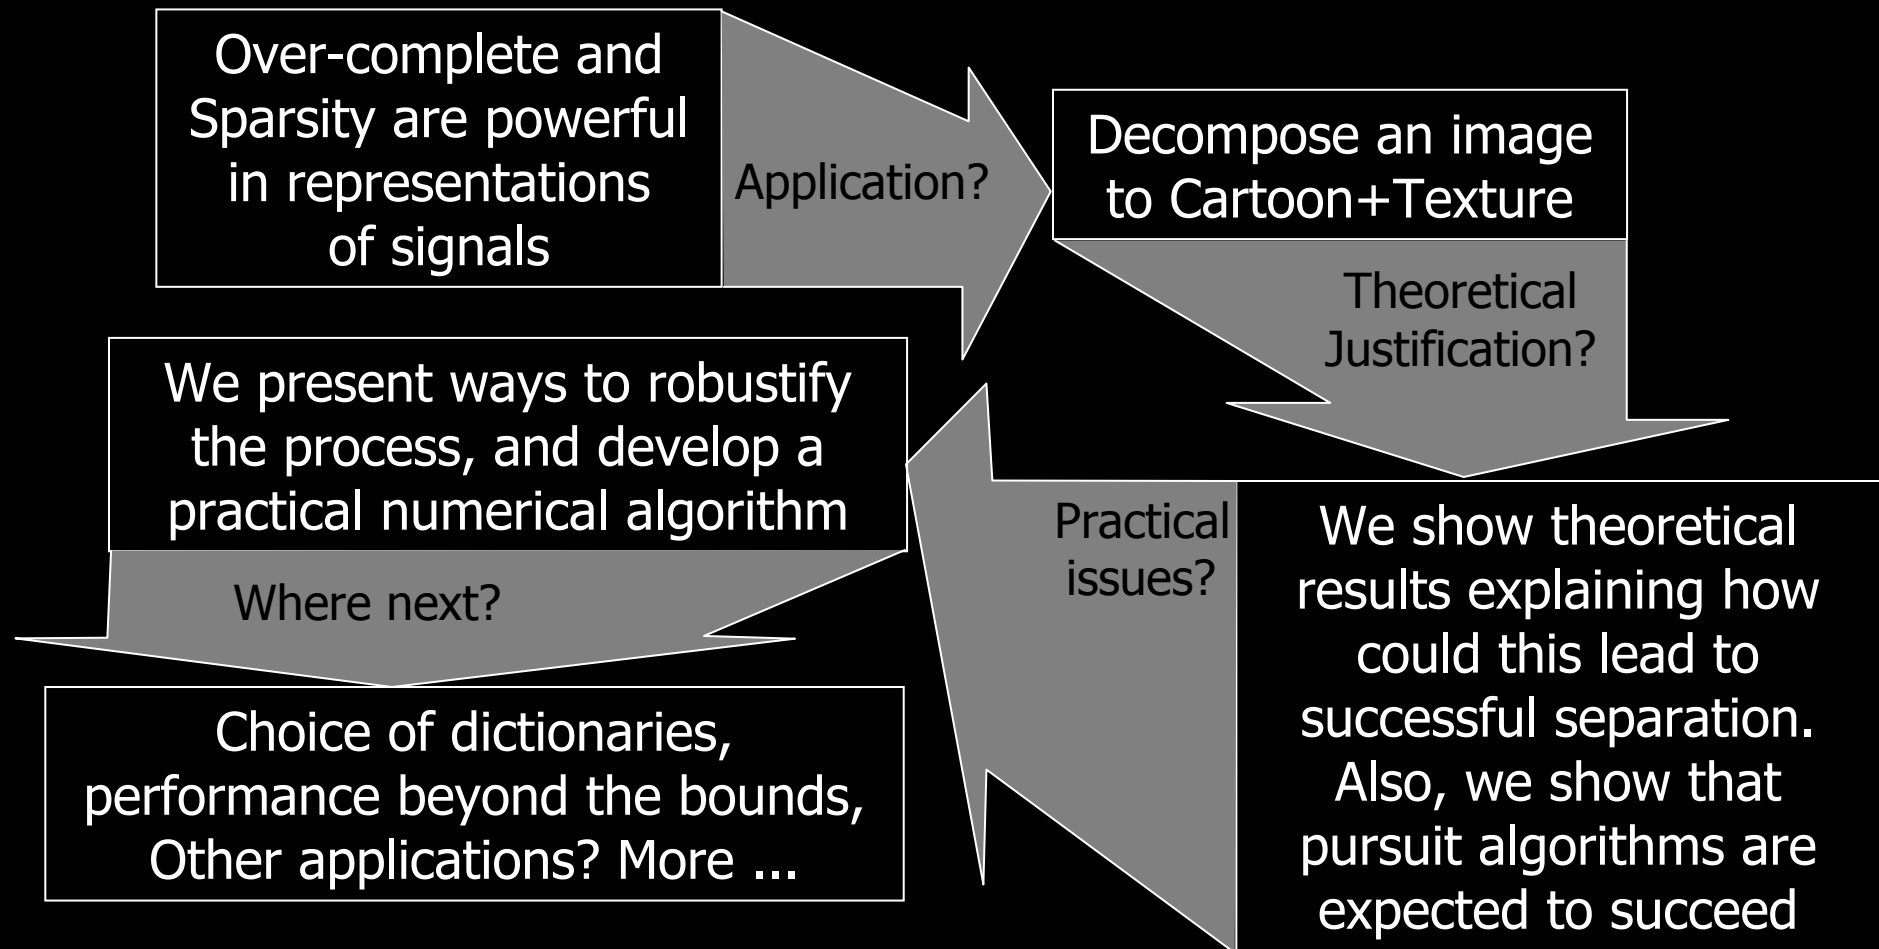 Over-complete and
Sparsity are powerful
in representations
of signals
Application?
Decompose an image
to Cartoon+Texture
Theoretical
Justification?
We show theoretical
results explaining how
could this lead to
successful separation.
Also, we show that
pursuit algorithms are
expected to succeed
Practical
issues?
We present ways to robustify
the process, and develop a
practical numerical algorithm
Where next?
Choice of dictionaries,
performance beyond the bounds,
Other applications? More ...